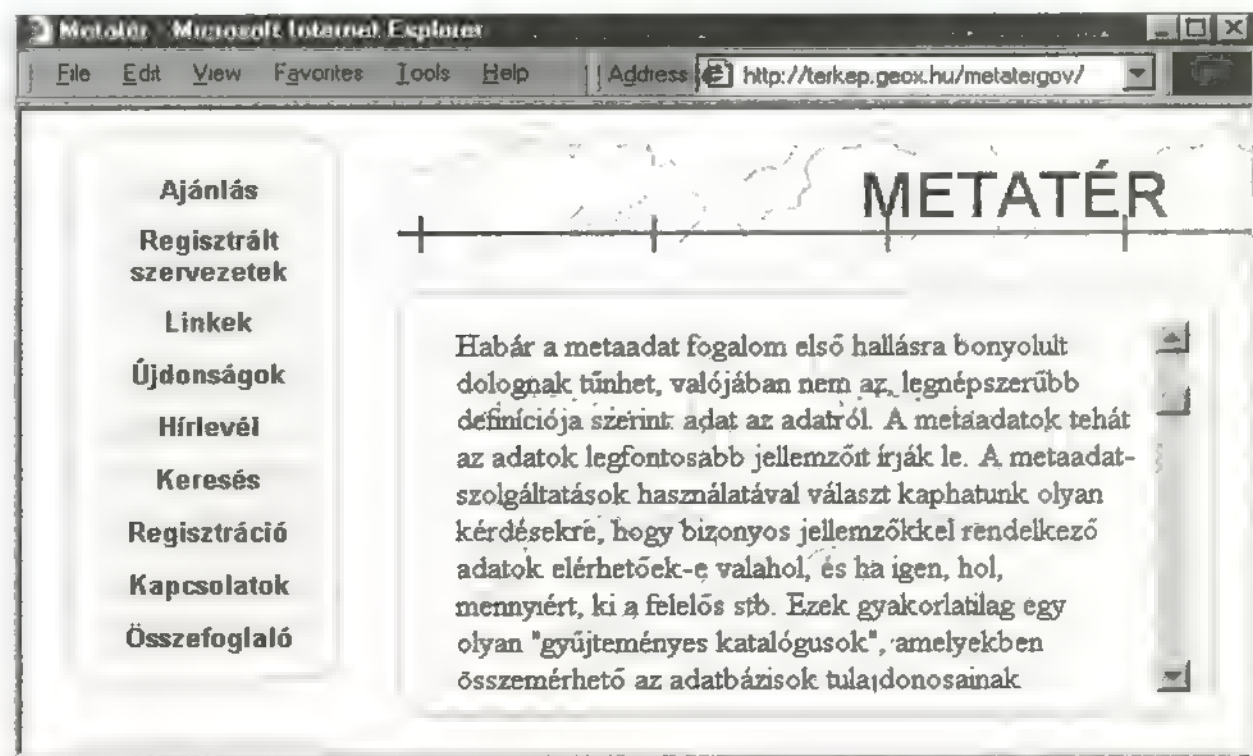 Metatér - Microsoft Internet Explorer
File Edit View Favorites Tools Help Address http://terkep.geox.hu/metatergov/
Ajánlás
Regisztrált
szervezetek
Linkek
Újdonságok
Hírlevél
Keresés
Regisztráció
Kapcsolatok
Összefoglaló
METATÉR
Habár a metaadat fogalom első hallásra bonyolult
dolognak tűnhet, valójában nem az, legnépszerűbb
definíciója szerint: adat az adatról. A metaadatok tehát
az adatok legfontosabb jellemzőit írják le. A metaadat-
szolgáltatások használatával választ kaphatunk olyan
kérdésekre, hogy bizonyos jellemzőkkel rendelkező
adatok elérhetőek-e valahol, és ha igen, hol,
mennyiért, ki a felelős stb. Ezek gyakorlatilag egy
olyan "gyűjteményes katalógusok", amelyekben
összemérhető az adatbázisok tulajdonosainak